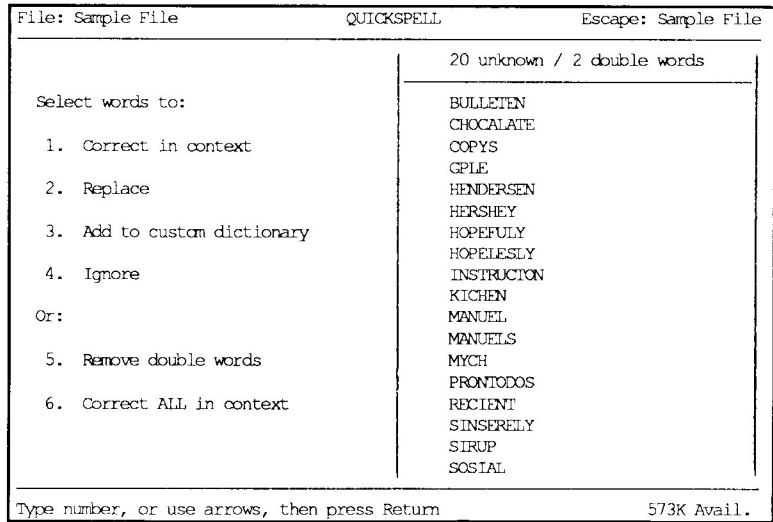 File: Sample File QUICKSPELL Escape: Sample File
20 unknown / 2 double words
Select words to:
1. Correct in context
2. Replace
3. Add to custom dictionary
4. Ignore
Or:
5. Remove double words
6. Correct ALL in context
BULLETEN
CHOCALATE
COPYS
GPLE
HENDERSEN
HERSHEY
HOPEFULY
HOPELESLY
INSTRUCTON
KICHEN
MANUEL
MANUELS
MYCH
PRONTODOS
RECIENT
SINSERELY
SIRUP
SOSIAL
Type number, or use arrows, then press Return 573K Avail.